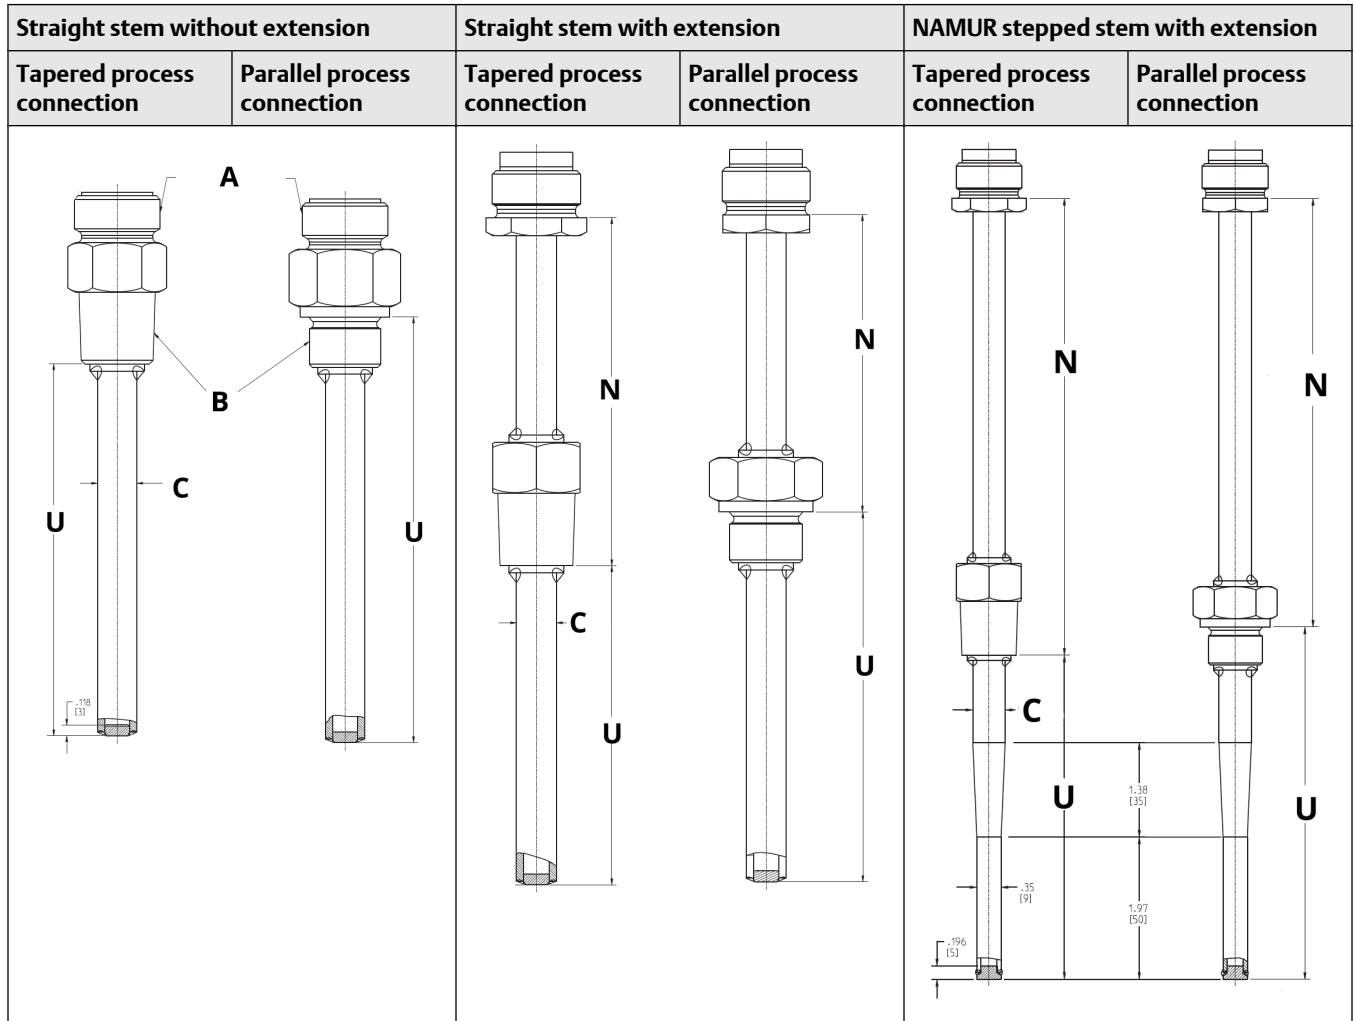 Straight stem without extension
Straight stem with extension
NAMUR stepped stem with extension
Tapered process
connection
Parallel process
connection
Tapered process
connection
Parallel process
connection
Tapered process
connection
Parallel process
connection
A
B
C
U
U
.118
[3]
N
N
C
U
U
N
N
C
U
U
1.38
[35]
.35
[9]
1.97
[50]
.196
[5]